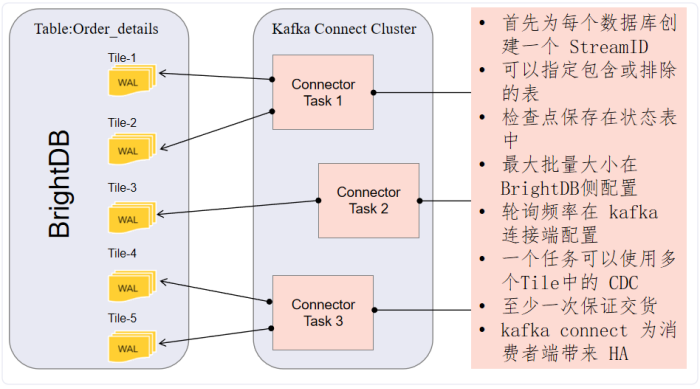 Table:Order_details
Tile-1
WAL
Tile-2
WAL
Tile-3
WAL
Tile-4
WAL
Tile-5
WAL
BrightDB
Kafka Connect Cluster
Connector
Task 1
Connector
Task 2
Connector
Task 3
• 首先为每个数据库创
建一个 StreamID
• 可以指定包含或排除
的表
• 检查点保存在状态表
中
• 最大批量大小在
BrightDB侧配置
• 轮询频率在 kafka
连接端配置
• 一个任务可以使用多
个Tile中的 CDC
• 至少一次保证交货
• kafka connect 为消
费者端带来 HA